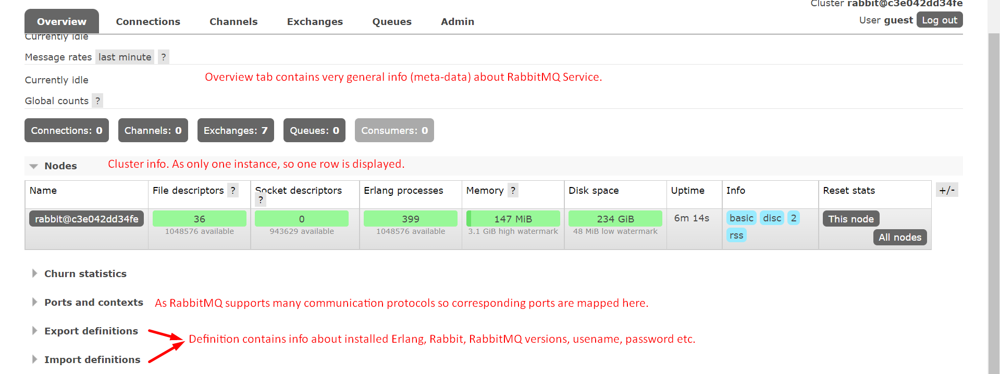 Cluster rabbit@c3e042dd34fe
Overview Connections Channels Exchanges Queues Admin
User guest Log out
Currently idle
Message rates last minute ?
Overview tab contains very general info (meta-data) about RabbitMQ Service.
Currently idle
Global counts ?
Connections: 0 Channels: 0 Exchanges: 7 Queues: 0 Consumers: 0
Nodes Cluster info. As only one instance, so one row is displayed.
Name File descriptors ? Socket descriptors ? Erlang processes Memory ? Disk space Uptime Info Reset stats +/-
rabbit@c3e042dd34fe 36 0 399 147 MiB 234 GiB 6m 14s basic disc 2 This node
1048576 available 943629 available 1048576 available 3.1 GiB high watermark 48 MiB low watermark rss All nodes
Churn statistics
Ports and contexts As RabbitMQ supports many communication protocols so corresponding ports are mapped here.
Export definitions
Definition contains info about installed Erlang, Rabbit, RabbitMQ versions, usename, password etc.
Import definitions